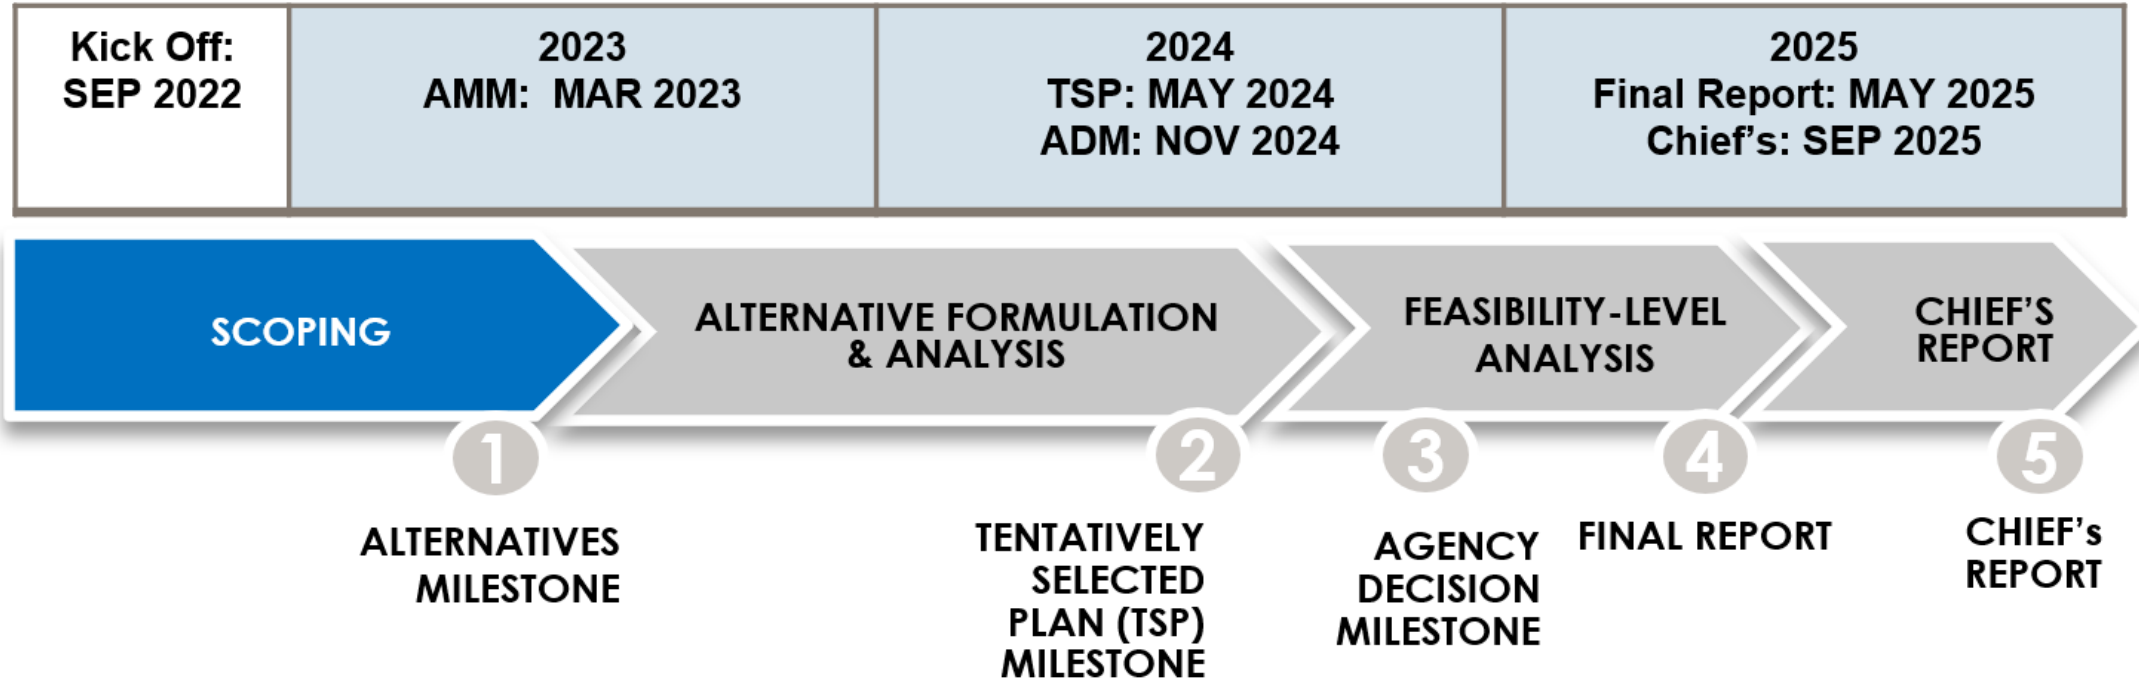 Kick Off:
SEP 2022
2023
AMM: MAR 2023
2024
TSP: MAY 2024
ADM: NOV 2024
2025
Final Report: MAY 2025
Chief's: SEP 2025
SCOPING
ALTERNATIVE FORMULATION
& ANALYSIS
FEASIBILITY-LEVEL
ANALYSIS
CHIEF'S
REPORT
1
ALTERNATIVES
MILESTONE
2
TENTATIVELY
SELECTED
PLAN (TSP)
MILESTONE
3
AGENCY
DECISION
MILESTONE
4
FINAL REPORT
5
CHIEF's
REPORT